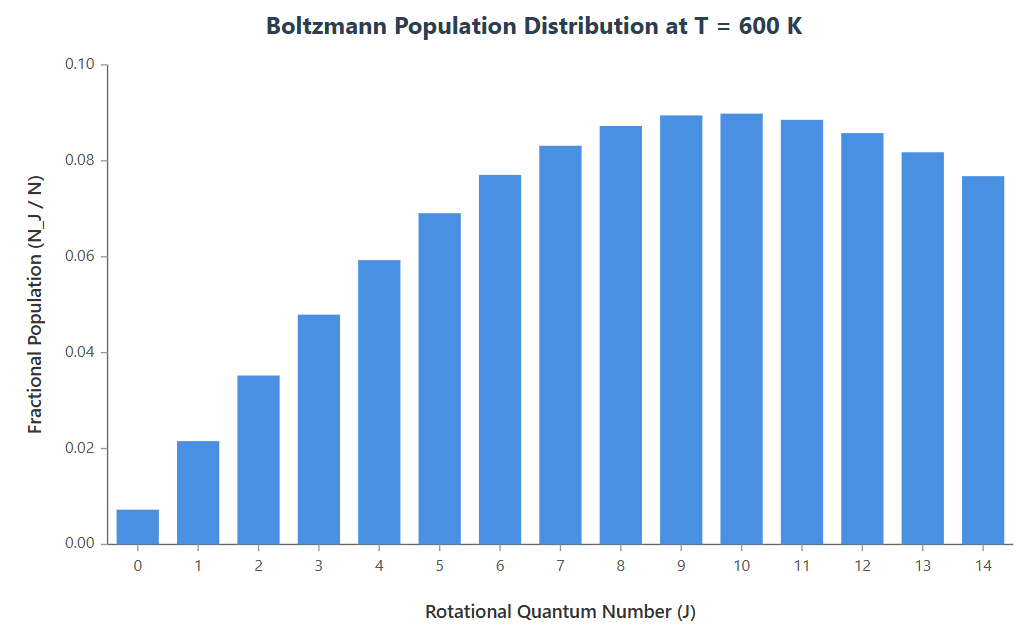 Boltzmann Population Distribution at T = 600 K
Fractional Population (N_J / N)
0.10
0.08
0.06
0.04
0.02
0.00
0 1 2 3 4 5 6 7 8 9 10 11 12 13 14
Rotational Quantum Number (J)